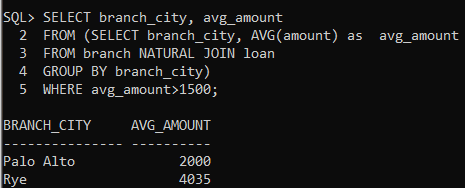 SQL> SELECT branch_city, avg_amount
2 FROM (SELECT branch_city, AVG(amount) as  avg_amount
3 FROM branch NATURAL JOIN loan
4 GROUP BY branch_city)
5 WHERE avg_amount>1500;
BRANCH_CITY     AVG_AMOUNT
--------------- ----------
Palo Alto             2000
Rye                   4035